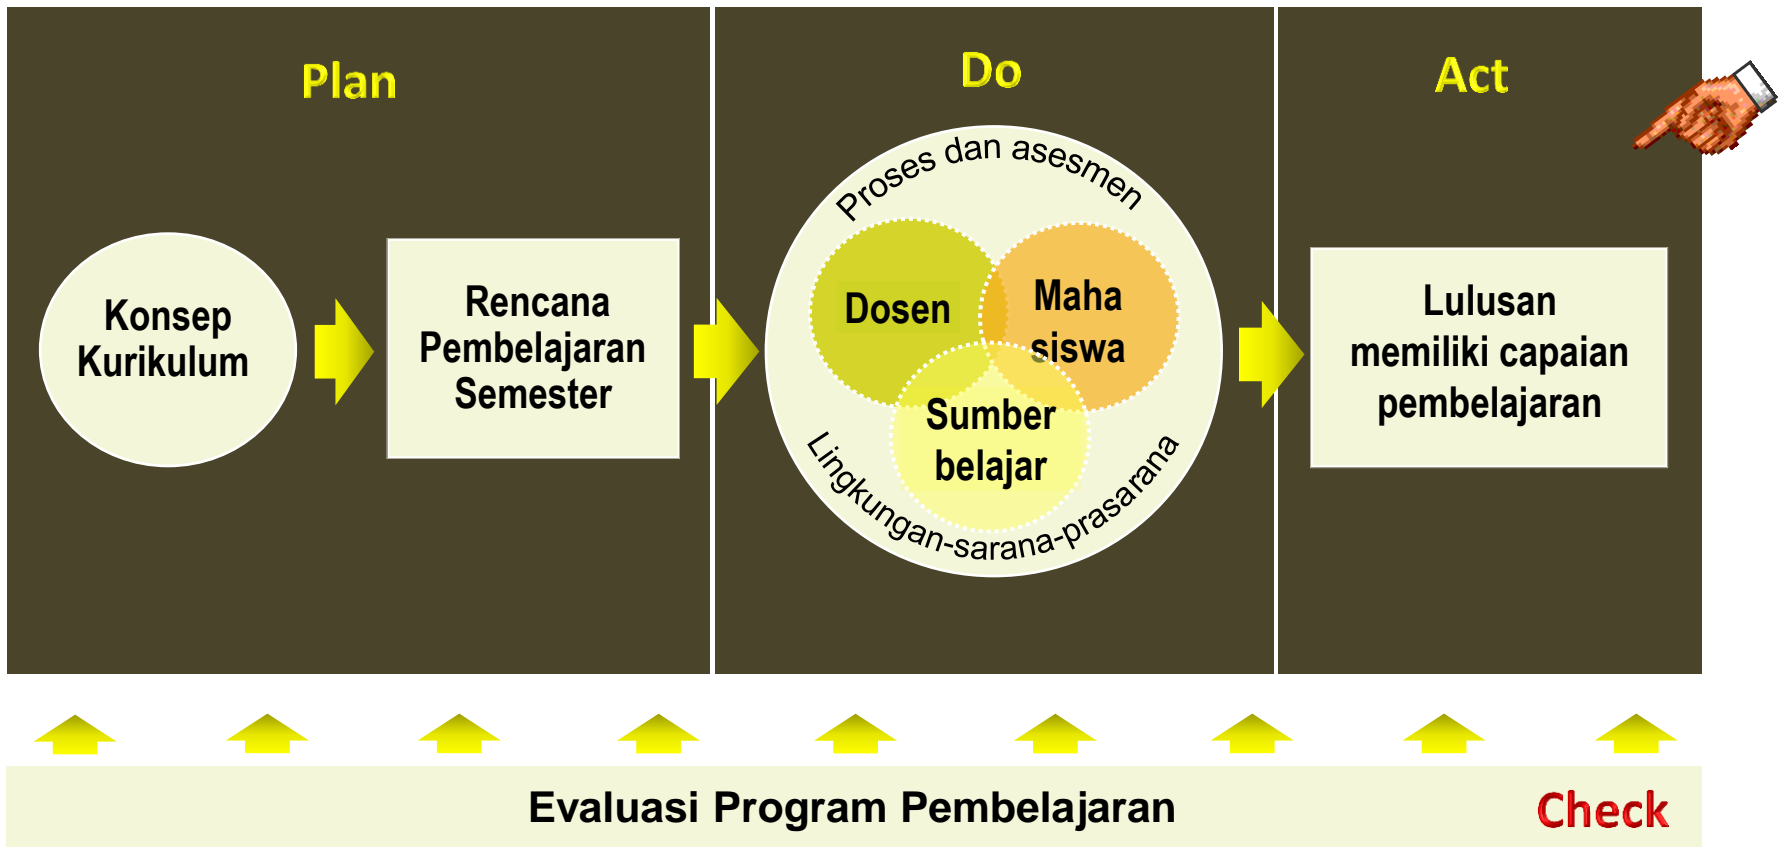 Plan
Konsep
Kurikulum
Rencana
Pembelajaran
Semester
Do
Proses dan asesmen
Dosen
Maha
siswa
Sumber
belajar
Lingkungan-sarana-prasarana
Act
Lulusan
memiliki capaian
pembelajaran
Evaluasi Program Pembelajaran
Check